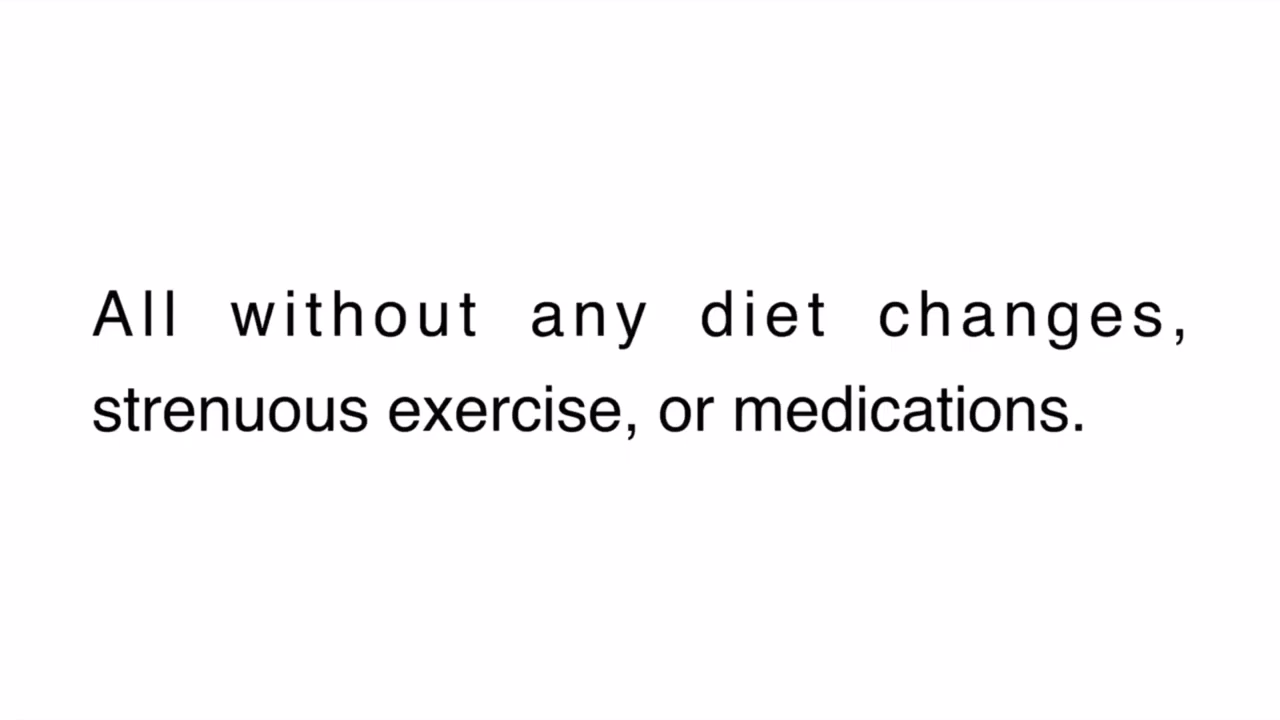 All without any diet changes,
strenuous exercise, or medications.